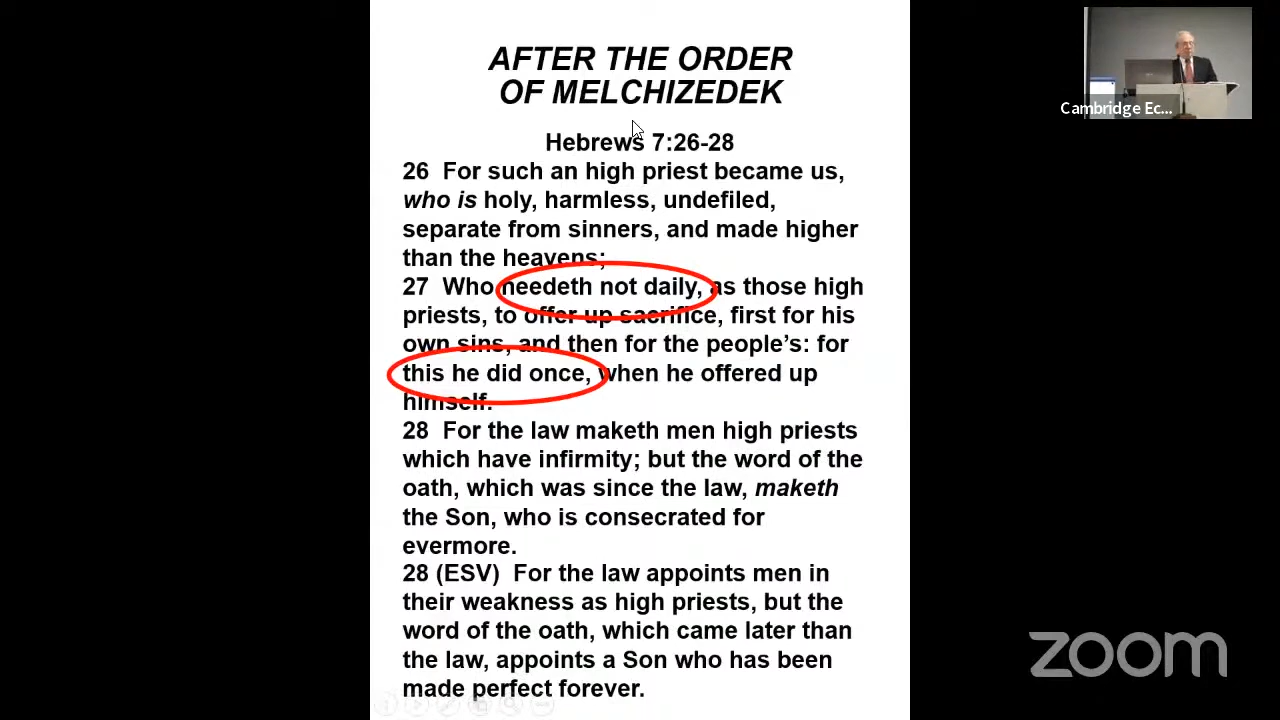 AFTER THE ORDER
OF MELCHIZEDEK
Cambridge Ec...
Hebrews 7:26-28
26 For such an high priest became us,
who is holy, harmless, undefiled,
separate from sinners, and made higher
than the heavens;
27 Who needeth not daily, as those high
priests, to offer up sacrifice, first for his
own sins, and then for the people’s: for
this he did once, when he offered up
himself.
28 For the law maketh men high priests
which have infirmity; but the word of the
oath, which was since the law, maketh
the Son, who is consecrated for
evermore.
28 (ESV) For the law appoints men in
their weakness as high priests, but the
word of the oath, which came later than
the law, appoints a Son who has been
made perfect forever.
zoom